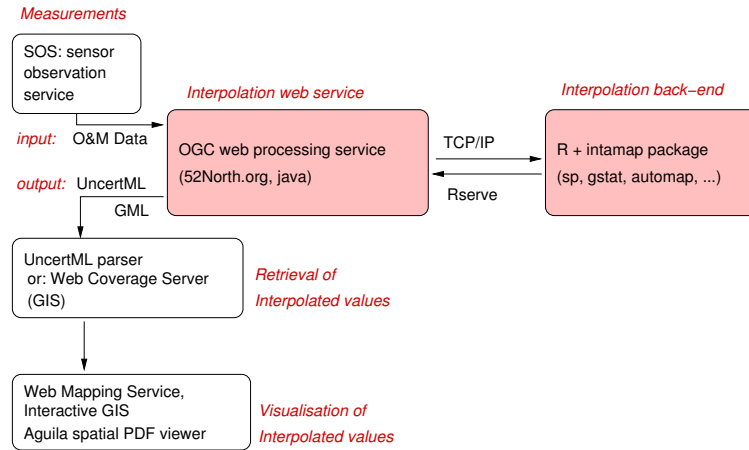 Measurements
SOS: sensor
observation
service
input: O&M Data
Interpolation web service
OGC web processing service
(52North.org, java)
TCP/IP
Rserve
Interpolation back-end
R + intamap package
(sp, gstat, automap, ...)
output: UncertML
GML
UncertML parser
or: Web Coverage Server
(GIS)
Retrieval of
Interpolated values
Web Mapping Service,
Interactive GIS
Aguila spatial PDF viewer
Visualisation of
Interpolated values